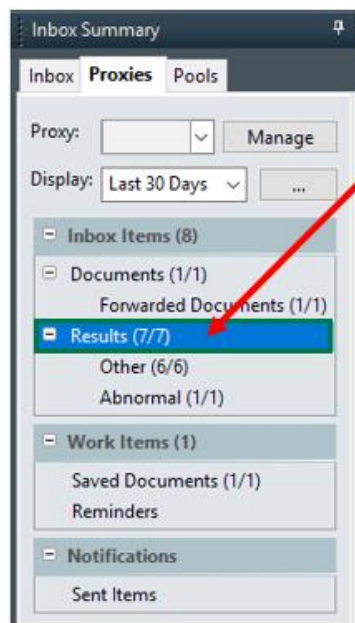 Inbox Summary
Inbox Proxies Pools
Proxy: Manage
Display: Last 30 Days ...
Inbox Items (8)
Documents (1/1)
Forwarded Documents (1/1)
Results (7/7)
Other (6/6)
Abnormal (1/1)
Work Items (1)
Saved Documents (1/1)
Reminders
Notifications
Sent Items